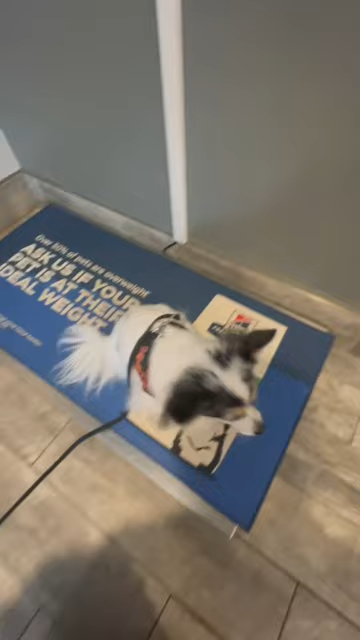 Over 50% of pets are overweight
ASK US IF YOUR
PET IS AT THEIR
IDEAL WEIGHT